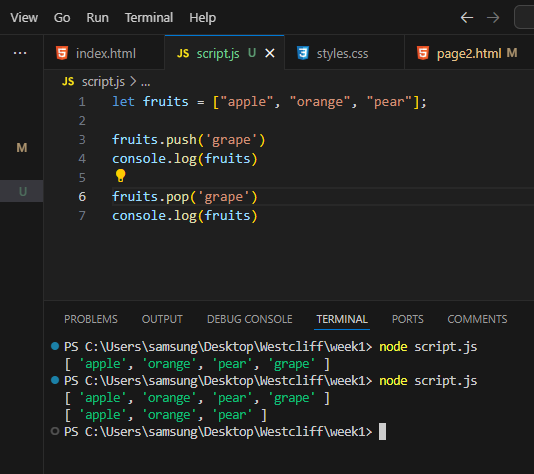 View Go Run Terminal Help
index.html JS script.js U styles.css page2.html M
JS script.js > ...
1 let fruits = ["apple", "orange", "pear"];
2
3 fruits.push('grape')
M
4 console.log(fruits)
5
U
6 fruits.pop('grape')
7 console.log(fruits)
PROBLEMS OUTPUT DEBUG CONSOLE TERMINAL PORTS COMMENTS
PS C:\Users\samsung\Desktop\Westcliff\week1> node script.js
[ 'apple', 'orange', 'pear', 'grape' ]
PS C:\Users\samsung\Desktop\Westcliff\week1> node script.js
[ 'apple', 'orange', 'pear', 'grape' ]
[ 'apple', 'orange', 'pear' ]
PS C:\Users\samsung\Desktop\Westcliff\week1>